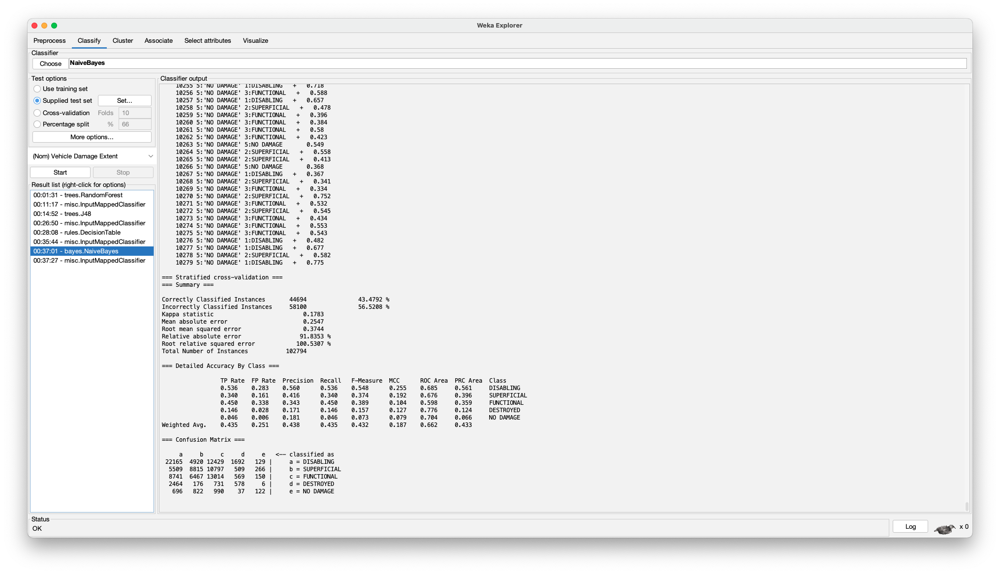 Weka Explorer
Preprocess Classify Cluster Associate Select attributes Visualize
Classifier
Choose NaiveBayes
Test options
Use training set
Supplied test set Set...
Cross-validation Folds 10
Percentage split % 66
More options...
(Nom) Vehicle Damage Extent
Start Stop
Result list (right-click for options)
00:01:31 - trees.RandomForest
00:11:17 - misc.InputMappedClassifier
00:14:52 - trees.J48
00:26:50 - misc.InputMappedClassifier
00:28:08 - rules.DecisionTable
00:35:44 - misc.InputMappedClassifier
00:37:01 - bayes.NaiveBayes
00:37:27 - misc.InputMappedClassifier
Classifier output
10255 5:'NO DAMAGE' 1:DISABLING + 0.718
10256 5:'NO DAMAGE' 3:FUNCTIONAL + 0.588
10257 5:'NO DAMAGE' 1:DISABLING + 0.657
10258 5:'NO DAMAGE' 2:SUPERFICIAL + 0.478
10259 5:'NO DAMAGE' 3:FUNCTIONAL + 0.396
10260 5:'NO DAMAGE' 3:FUNCTIONAL + 0.384
10261 5:'NO DAMAGE' 3:FUNCTIONAL + 0.58
10262 5:'NO DAMAGE' 3:FUNCTIONAL + 0.423
10263 5:'NO DAMAGE' 5:NO DAMAGE 0.549
10264 5:'NO DAMAGE' 2:SUPERFICIAL + 0.558
10265 5:'NO DAMAGE' 2:SUPERFICIAL + 0.413
10266 5:'NO DAMAGE' 5:NO DAMAGE 0.368
10267 5:'NO DAMAGE' 1:DISABLING + 0.367
10268 5:'NO DAMAGE' 2:SUPERFICIAL + 0.341
10269 5:'NO DAMAGE' 3:FUNCTIONAL + 0.334
10270 5:'NO DAMAGE' 2:SUPERFICIAL + 0.752
10271 5:'NO DAMAGE' 3:FUNCTIONAL + 0.532
10272 5:'NO DAMAGE' 2:SUPERFICIAL + 0.545
10273 5:'NO DAMAGE' 3:FUNCTIONAL + 0.434
10274 5:'NO DAMAGE' 3:FUNCTIONAL + 0.553
10275 5:'NO DAMAGE' 3:FUNCTIONAL + 0.543
10276 5:'NO DAMAGE' 1:DISABLING + 0.482
10277 5:'NO DAMAGE' 1:DISABLING + 0.677
10278 5:'NO DAMAGE' 2:SUPERFICIAL + 0.582
10279 5:'NO DAMAGE' 1:DISABLING + 0.775
=== Stratified cross-validation ===
=== Summary ===
Correctly Classified Instances 44694 43.4792 %
Incorrectly Classified Instances 58100 56.5208 %
Kappa statistic 0.1783
Mean absolute error 0.2547
Root mean squared error 0.3744
Relative absolute error 91.8353 %
Root relative squared error 100.5307 %
Total Number of Instances 102794
=== Detailed Accuracy By Class ===
TP Rate FP Rate Precision Recall F-Measure MCC ROC Area PRC Area Class
0.536 0.283 0.560 0.536 0.548 0.255 0.685 0.561 DISABLING
0.340 0.161 0.416 0.340 0.374 0.192 0.676 0.396 SUPERFICIAL
0.450 0.338 0.343 0.450 0.389 0.104 0.598 0.359 FUNCTIONAL
0.146 0.028 0.171 0.146 0.157 0.127 0.776 0.124 DESTROYED
0.046 0.006 0.181 0.046 0.073 0.079 0.704 0.066 NO DAMAGE
Weighted Avg. 0.435 0.251 0.438 0.435 0.432 0.187 0.662 0.433
=== Confusion Matrix ===
a b c d e <-- classified as
22165 4920 12429 1692 129 | a = DISABLING
5509 8815 10797 509 266 | b = SUPERFICIAL
8741 6467 13014 569 150 | c = FUNCTIONAL
2464 176 731 578 6 | d = DESTROYED
696 822 990 37 122 | e = NO DAMAGE
Status
OK
Log x 0